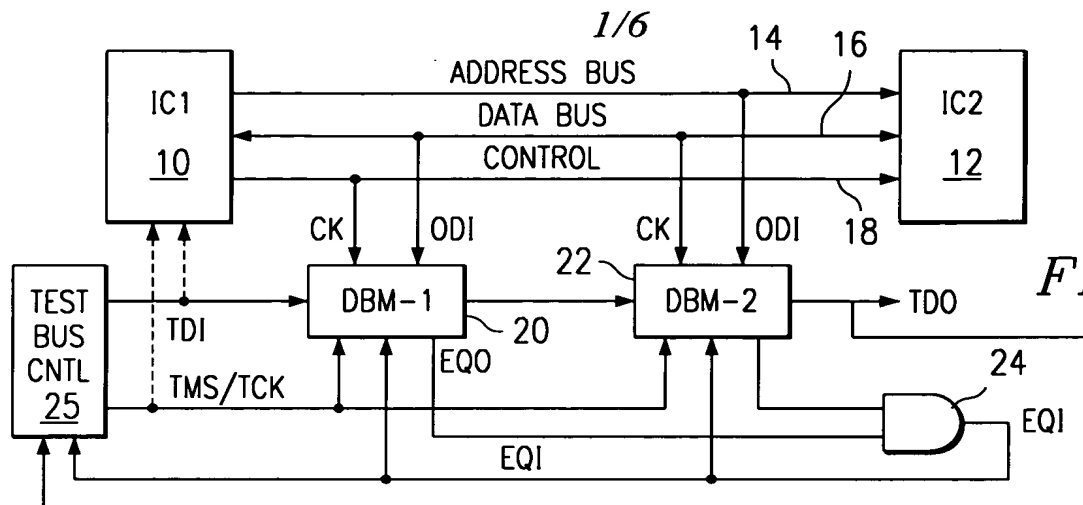 1/6
14
16
ADDRESS BUS
IC1
10
DATA BUS
IC2
12
CONTROL
18
CK
ODI
CK
ODI
22
TEST
BUS
CNTL
25
DBM-1
20
DBM-2
TDO
TDI
EQO
TMS/TCK
24
EQI
EQI